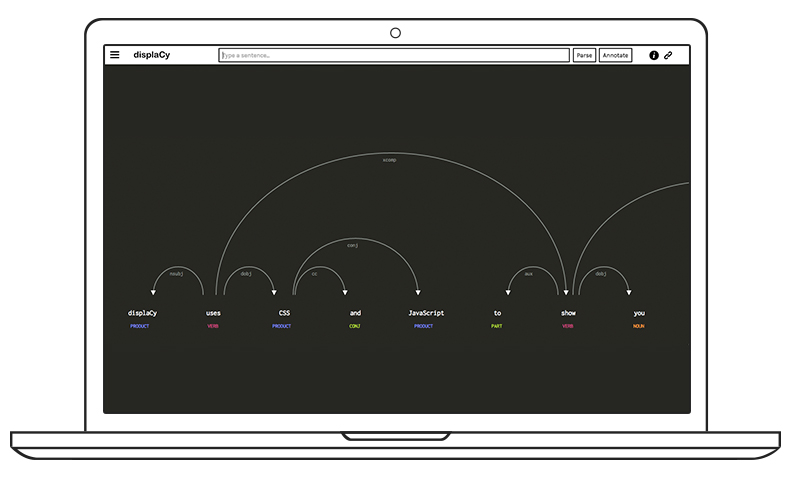 displaCy Type a sentence... Parse Annotate i
xcomp
conj
nsubj dobj cc aux dobj
displaCy uses CSS and JavaScript to show you
PRODUCT VERB PRODUCT CONJ PRODUCT PART VERB NOUN